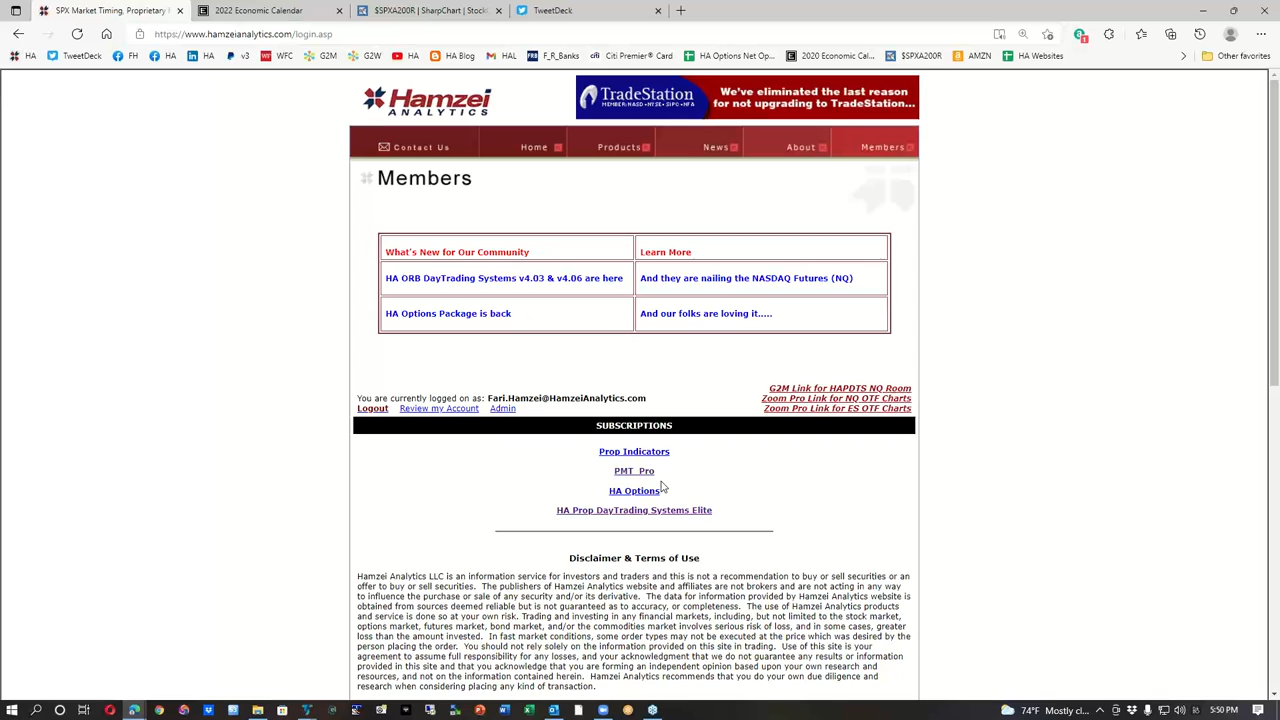 SPX Market Timing, Proprietary I
2022 Economic Calendar
$SPXA200R | SharpChart | Stock
TweetDeck
https://www.hamzeianalytics.com/login.asp
HA
TweetDeck
FH
FH
HA
HA
v3
WFC
G2W
G2W
HA
HA Blog
HAL
F_R_Banks
Citi Premier® Card
HA Options Net Op...
2020 Economic Cal...
$SPXA200R
AMZN
HA Websites
Other favorites
Hamzei
ANALYTICS
TradeStation
We've eliminated the last reason
for not upgrading to TradeStation...
Contact Us
Home
Products
News
About
Members
Members
What's New for Our Community
Learn More
HA ORB DayTrading Systems v4.03 & v4.06 are here
And they are nailing the NASDAQ Futures (NQ)
HA Options Package is back
And our folks are loving it.....
G2M Link for HAPDTS NQ Room
You are currently logged on as: Fari.Hamzei@HamzeiAnalytics.com
Zoom Pro Link for NQ OTF Charts
Logout Review my Account Admin
Zoom Pro Link for ES OTF Charts
SUBSCRIPTIONS
Prop Indicators
PMT_Pro
HA Options
HA Prop DayTrading Systems Elite
Disclaimer & Terms of Use
Hamzei Analytics LLC is an information service for investors and traders and this is not a recommendation to buy or sell securities or an
offer to buy or sell securities. The publishers of Hamzei Analytics website and affiliates are not brokers and are not acting in any way
to influence the purchase or sale of any security and/or its derivative. The data for information provided by Hamzei Analytics website is
obtained from sources deemed reliable but is not guaranteed as to accuracy, or completeness. The use of Hamzei Analytics products
and service is done so at your own risk. Trading and investing in any financial markets, including, but not limited to the stock market,
options market, futures market, bond market, and/or the commodities market involves serious risk of loss, and in some cases, greater
loss than the amount invested. In fast market conditions, some order types may not be executed at the price which was desired by the
person placing the order. You should not rely solely on the information provided on this site in trading. Use of this site is your
agreement to assume full responsibility for any losses, and your acknowledgment that we do not guarantee any results or information
provided in this site and that you acknowledge that you are forming an independent opinion based upon your own research and
resources, and not on the information contained herein. Hamzei Analytics recommends that you do your own due diligence and
research when considering placing any kind of transaction.
74°F
5:50 PM